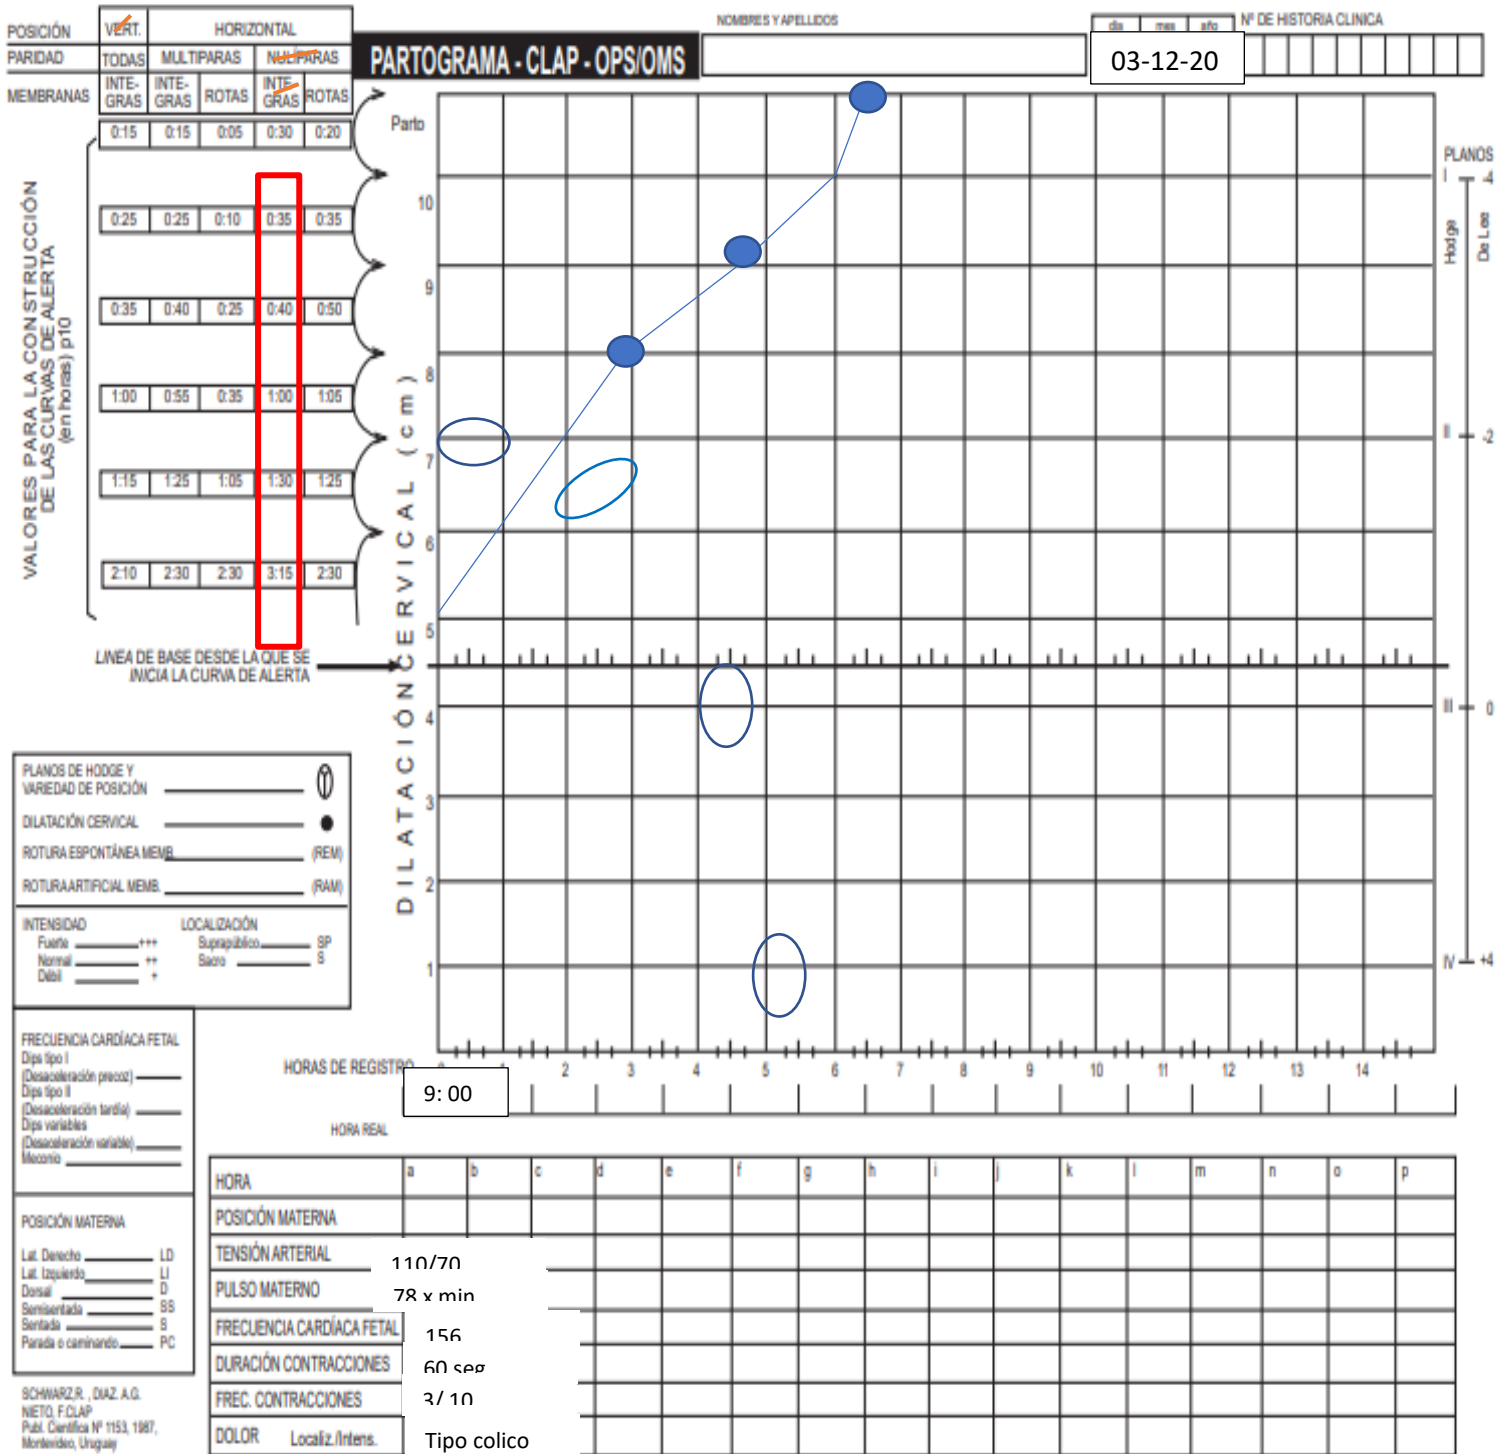 POSICIÓN VERT. HORIZONTAL
PARIDAD TODAS MULTIPARAS NULÍPARAS
MEMBRANAS INTE-GRAS INTE-GRAS ROTAS INTE-GRAS ROTAS
0:15 0:15 0:05 0:30 0:20
0:25 0:25 0:10 0:35 0:35
0:35 0:40 0:25 0:40 0:50
1:00 0:55 0:35 1:00 1:05
1:15 1:25 1:05 1:30 1:25
2:10 2:30 2:30 3:15 2:30
VALORES PARA LA CONSTRUCCIÓN
DE LAS CURVAS DE ALERTA
(en horas) p10
LINEA DE BASE DESDE LA QUE SE
INICIA LA CURVA DE ALERTA
PARTOGRAMA - CLAP - OPS/OMS
NOMBRES Y APELLIDOS
dia mes año
03-12-20
Nº DE HISTORIA CLINICA
Parto
10
9
8
7
6
5
4
3
2
1
DILATACIÓN CERVICAL (cm)
PLANOS
Hodge
De Lee
I -4
II -2
III 0
IV +4
PLANOS DE HODGE Y
VARIEDAD DE POSICIÓN
DILATACIÓN CERVICAL
ROTURA ESPONTÁNEA MEMB. (REM)
ROTURA ARTIFICIAL MEMB. (RAM)
INTENSIDAD LOCALIZACIÓN
Fuerte +++ Suprapúblico SP
Normal ++ Sacro S
Débil +
FRECUENCIA CARDÍACA FETAL
Dips tipo I
(Desaceleración precoz)
Dips tipo II
(Desaceleración tardía)
Dips variables
(Desaceleración variable)
Meconio
POSICIÓN MATERNA
Lat. Derecho LD
Lat. Izquierdo LI
Dorsal D
Semisentada SS
Sentada S
Parada o caminando PC
SCHWARZ,R. , DIAZ. A.G.
NIETO, F.CLAP
Publ. Científica Nº 1153, 1987,
Montevideo, Uruguay
HORAS DE REGISTRO 2 3 4 5 6 7 8 9 10 11 12 13 14
9: 00
HORA REAL
HORA a b c d e f g h i j k l m n o p
POSICIÓN MATERNA
TENSIÓN ARTERIAL 110/70
PULSO MATERNO 78 x min
FRECUENCIA CARDÍACA FETAL 156
DURACIÓN CONTRACCIONES 60 seg
FREC. CONTRACCIONES 3/ 10
DOLOR Localiz./Intens. Tipo colico